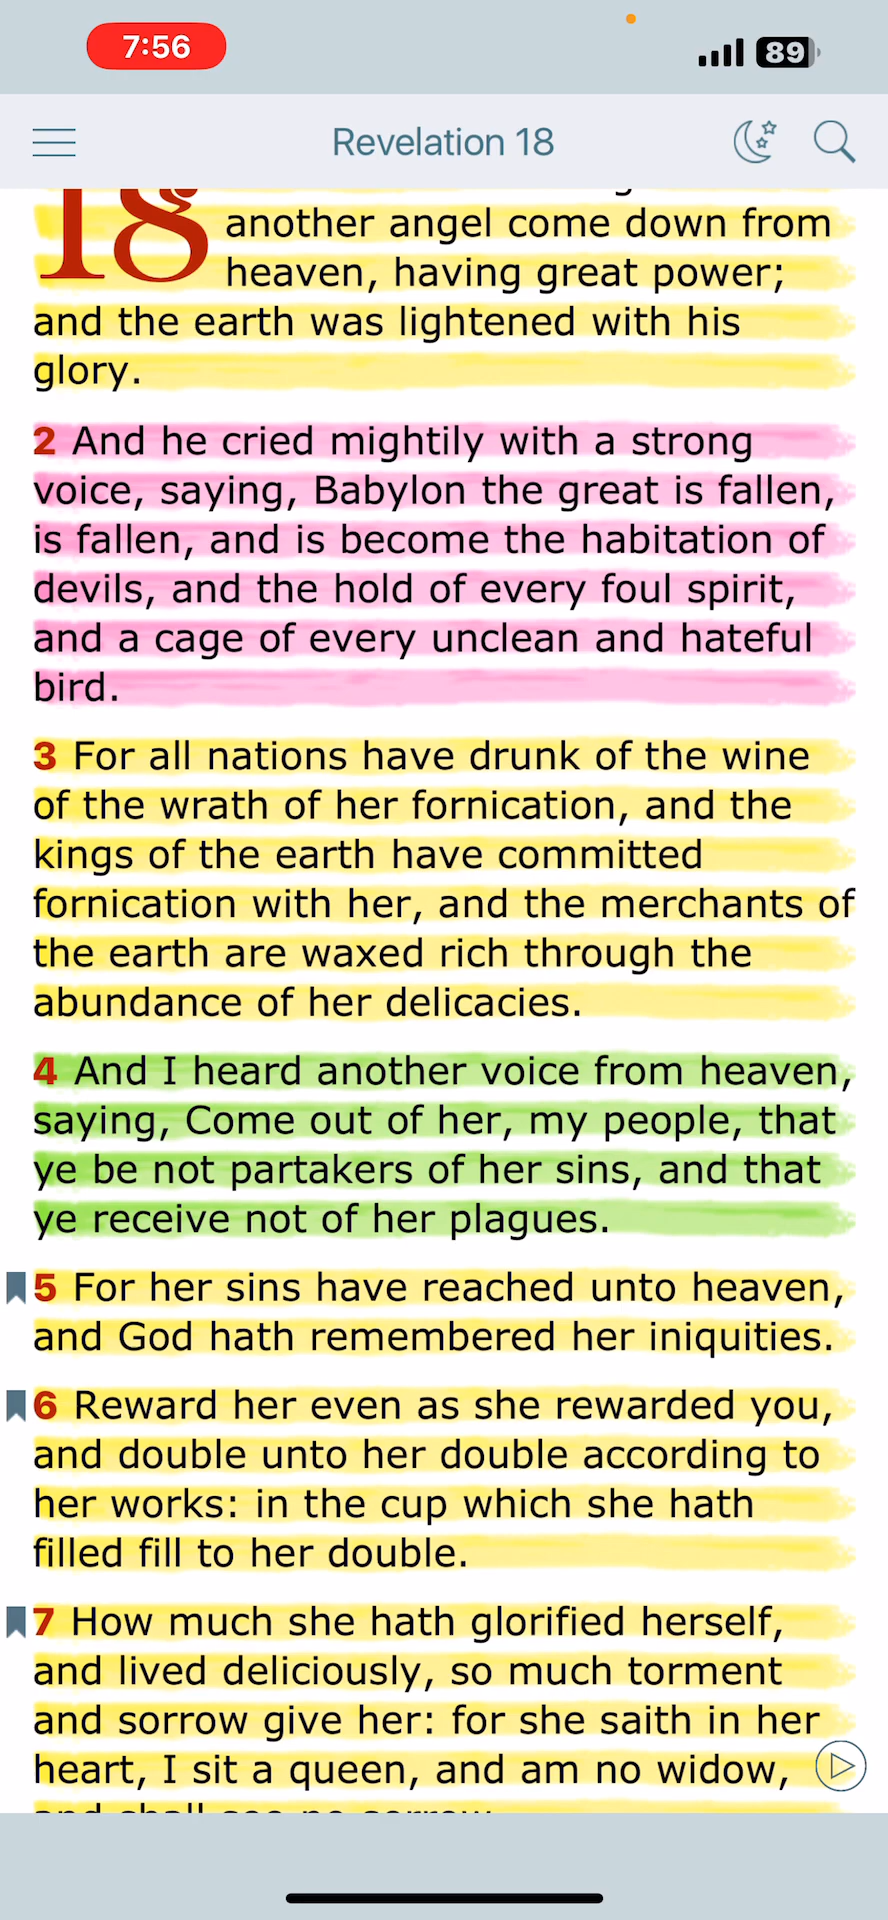 7:56
89
Revelation 18
18
another angel come down from
heaven, having great power;
and the earth was lightened with his
glory.
2 And he cried mightily with a strong
voice, saying, Babylon the great is fallen,
is fallen, and is become the habitation of
devils, and the hold of every foul spirit,
and a cage of every unclean and hateful
bird.
3 For all nations have drunk of the wine
of the wrath of her fornication, and the
kings of the earth have committed
fornication with her, and the merchants of
the earth are waxed rich through the
abundance of her delicacies.
4 And I heard another voice from heaven,
saying, Come out of her, my people, that
ye be not partakers of her sins, and that
ye receive not of her plagues.
5 For her sins have reached unto heaven,
and God hath remembered her iniquities.
6 Reward her even as she rewarded you,
and double unto her double according to
her works: in the cup which she hath
filled fill to her double.
7 How much she hath glorified herself,
and lived deliciously, so much torment
and sorrow give her: for she saith in her
heart, I sit a queen, and am no widow,
and shall see no sorrow.